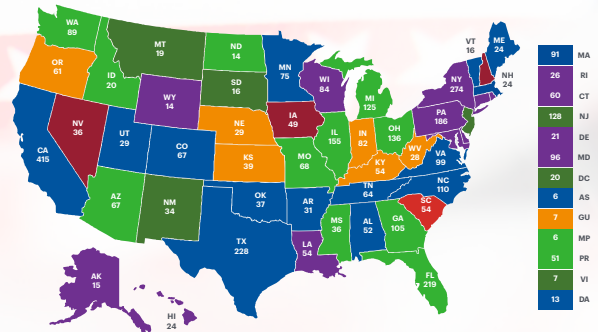 WA
89
OR
61
CA
415
NV
36
ID
20
MT
19
WY
14
UT
29
AZ
67
CO
67
NM
34
ND
14
SD
16
NE
29
KS
39
OK
37
TX
228
MN
75
IA
49
MO
68
AR
31
LA
54
WI
84
IL
155
MI
125
IN
82
OH
136
KY
54
TN
64
MS
36
AL
52
GA
105
FL
219
SC
54
NC
110
VA
99
WV
28
PA
186
NY
274
VT
16
ME
24
NH
24
AK
15
HI
24
91 MA
26 RI
60 CT
128 NJ
21 DE
96 MD
20 DC
6 AS
7 GU
6 MP
51 PR
7 VI
13 DA